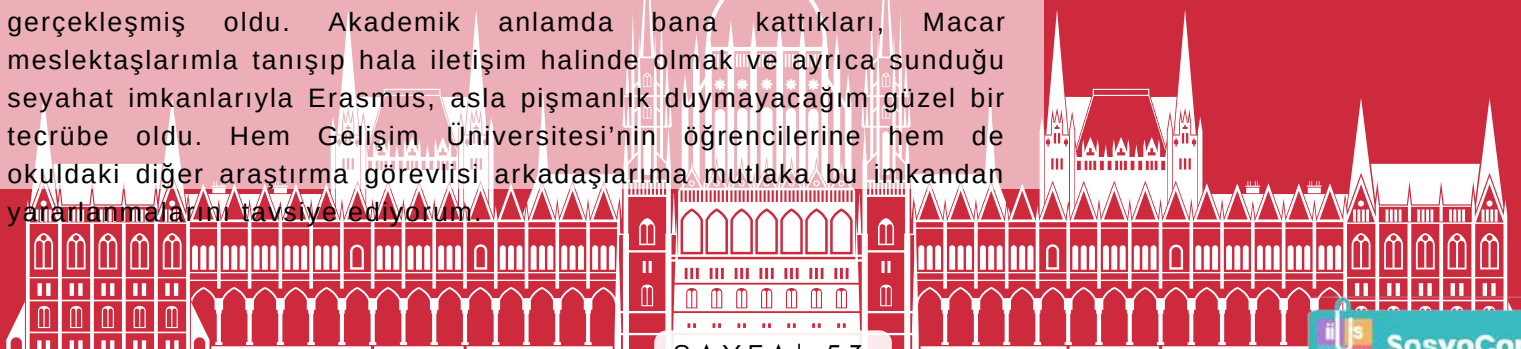 gerçekleşmiş oldu. Akademik anlamda bana kattıkları, Macar
meslektaşlarımla tanışıp hala iletişim halinde olmak ve ayrıca sunduğu
seyahat imkanlarıyla Erasmus, asla pişmanlık duymayacağım güzel bir
tecrübe oldu. Hem Gelişim Üniversitesi’nin öğrencilerine hem de
okuldaki diğer araştırma görevlisi arkadaşlarıma mutlaka bu imkandan
yararlanmalarını tavsiye ediyorum.
SAYFA| 53